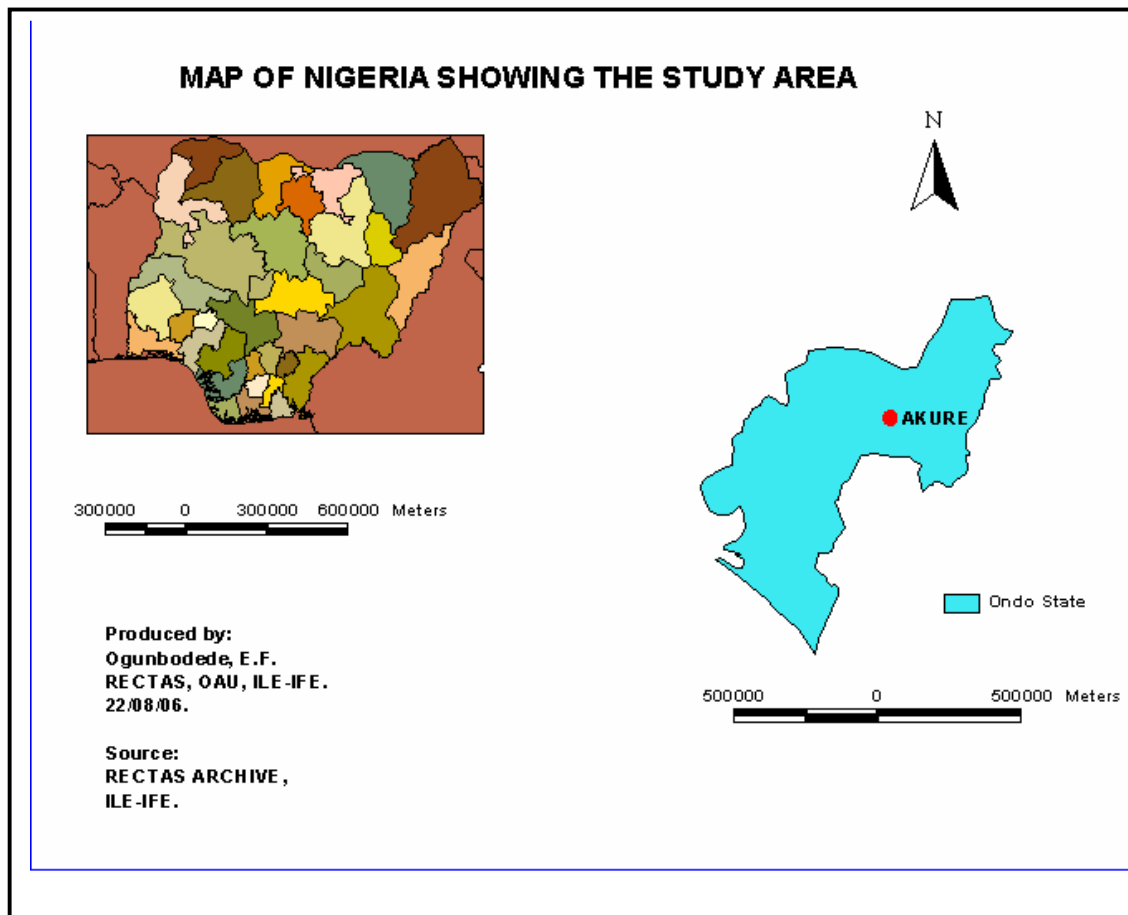 MAP OF NIGERIA SHOWING THE STUDY AREA
N
AKURE
300000 0 300000 600000 Meters
Ondo State
Produced by:
Ogunbodede, E.F.
RECTAS, OAU, ILE-IFE.
22/08/06.
500000 0 500000 Meters
Source:
RECTAS ARCHIVE,
ILE-IFE.